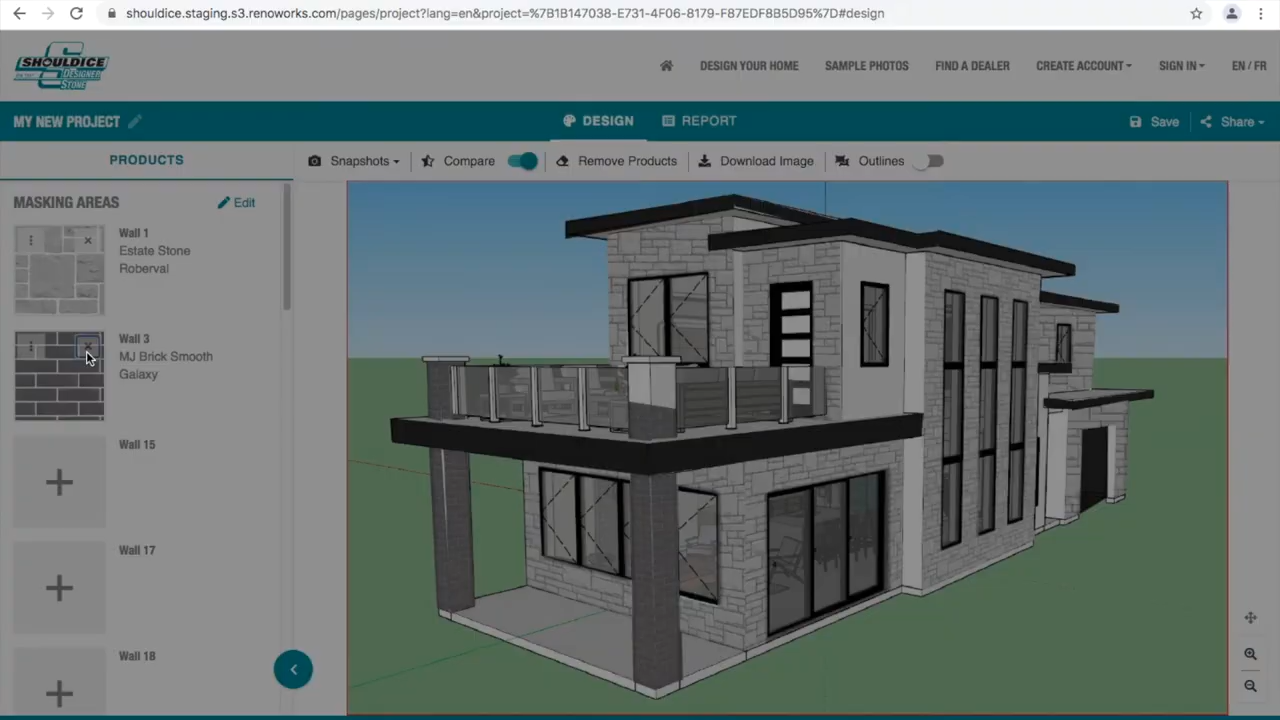 shouldice.staging.s3.renoworks.com/pages/project?lang=en&project=%7B1B147038-E731-4F06-8179-F87EDF8B5D95%7D#design
SHOULDICE
DESIGNER
STONE
DESIGN YOUR HOME
SAMPLE PHOTOS
FIND A DEALER
CREATE ACCOUNT
SIGN IN
EN / FR
MY NEW PROJECT
DESIGN
REPORT
Save
Share
PRODUCTS
Snapshots
Compare
Remove Products
Download Image
Outlines
MASKING AREAS
Edit
Wall 1
Estate Stone
Roberval
Wall 3
MJ Brick Smooth
Galaxy
Wall 15
Wall 17
Wall 18